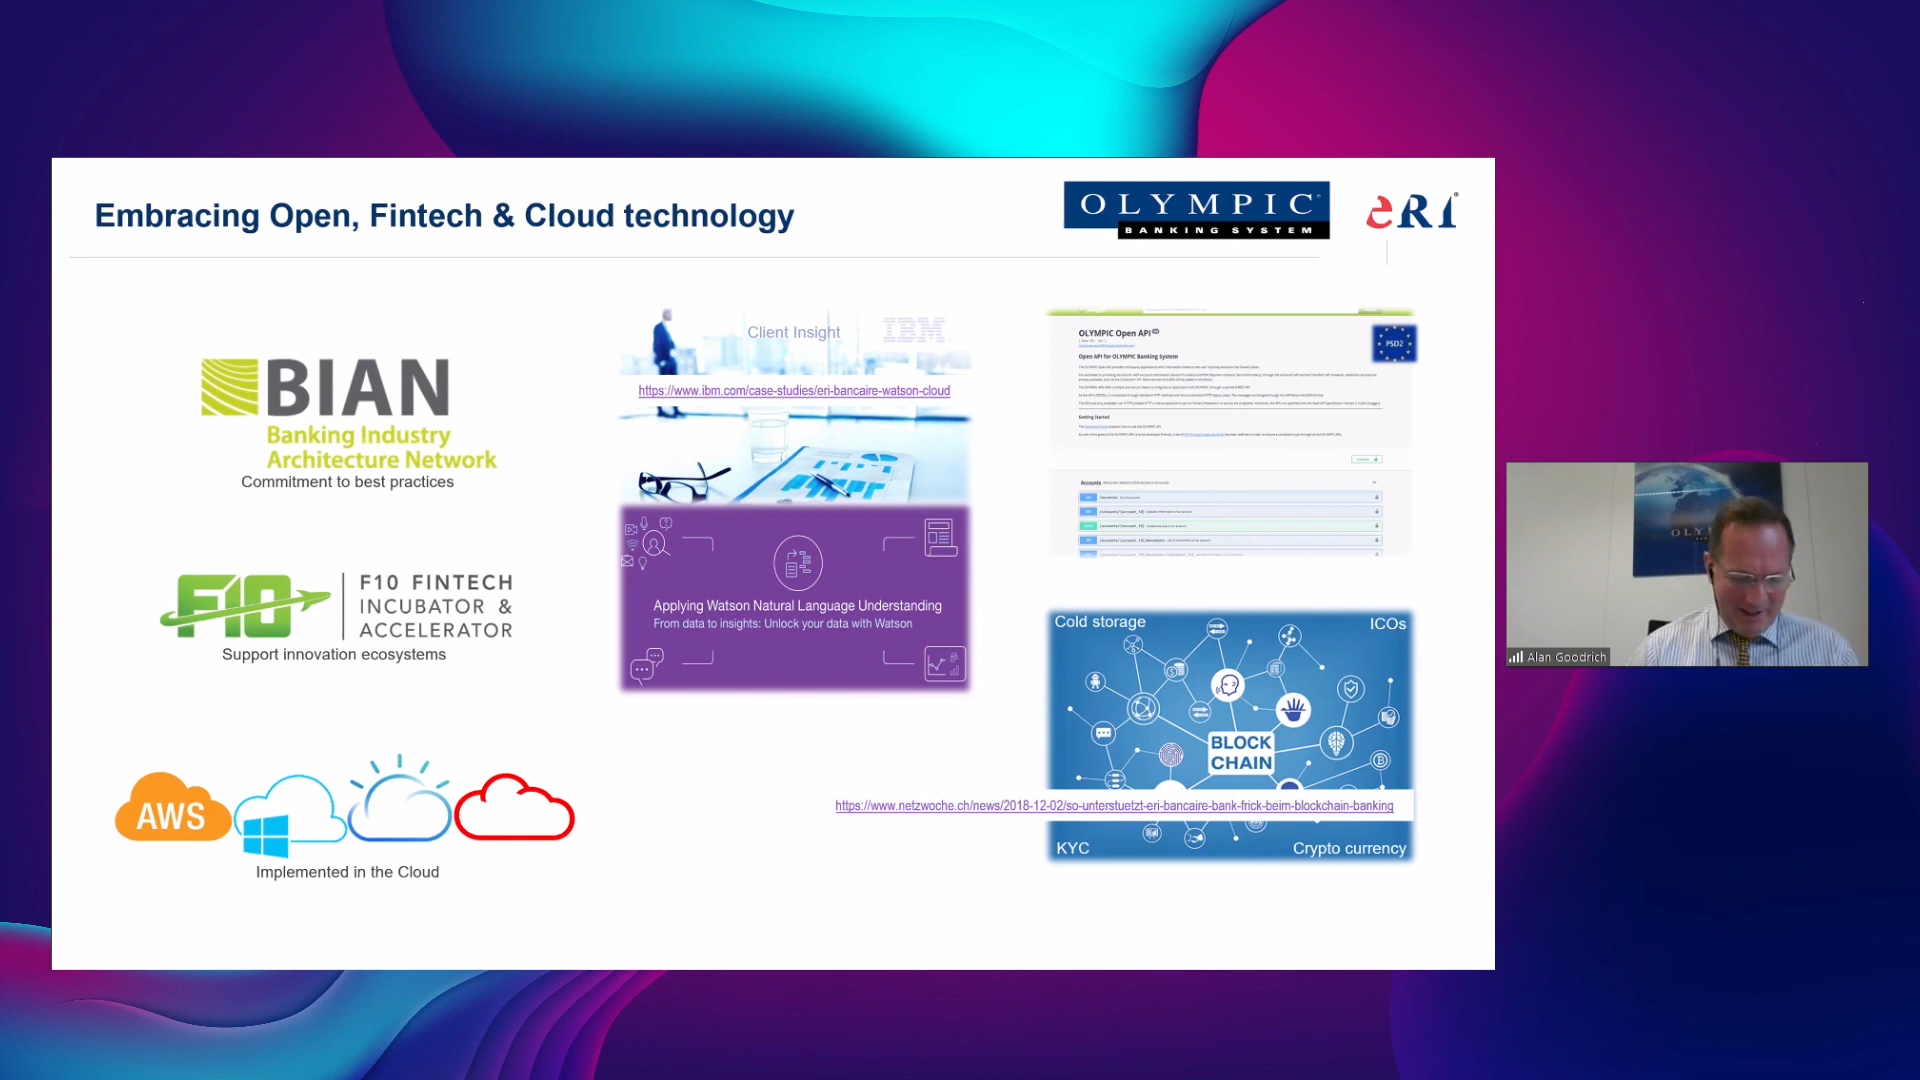 Embracing Open, Fintech & Cloud technology
OLYMPIC
BANKING SYSTEM
eRI
BIAN
Banking Industry
Architecture Network
Commitment to best practices
F10
F10 FINTECH
INCUBATOR &
ACCELERATOR
Support innovation ecosystems
AWS
Implemented in the Cloud
Client Insight
IBM
https://www.ibm.com/case-studies/eri-bancaire-watson-cloud
Applying Watson Natural Language Understanding
From data to insights: Unlock your data with Watson
OLYMPIC Open API
PSD2
Open API for OLYMPIC Banking System
Getting Started
Accounts
Cold storage
ICOs
BLOCK
CHAIN
https://www.netzwoche.ch/news/2018-12-02/so-unterstuetzt-eri-bancaire-bank-frick-beim-blockchain-banking
KYC
Crypto currency
Alan Goodrich